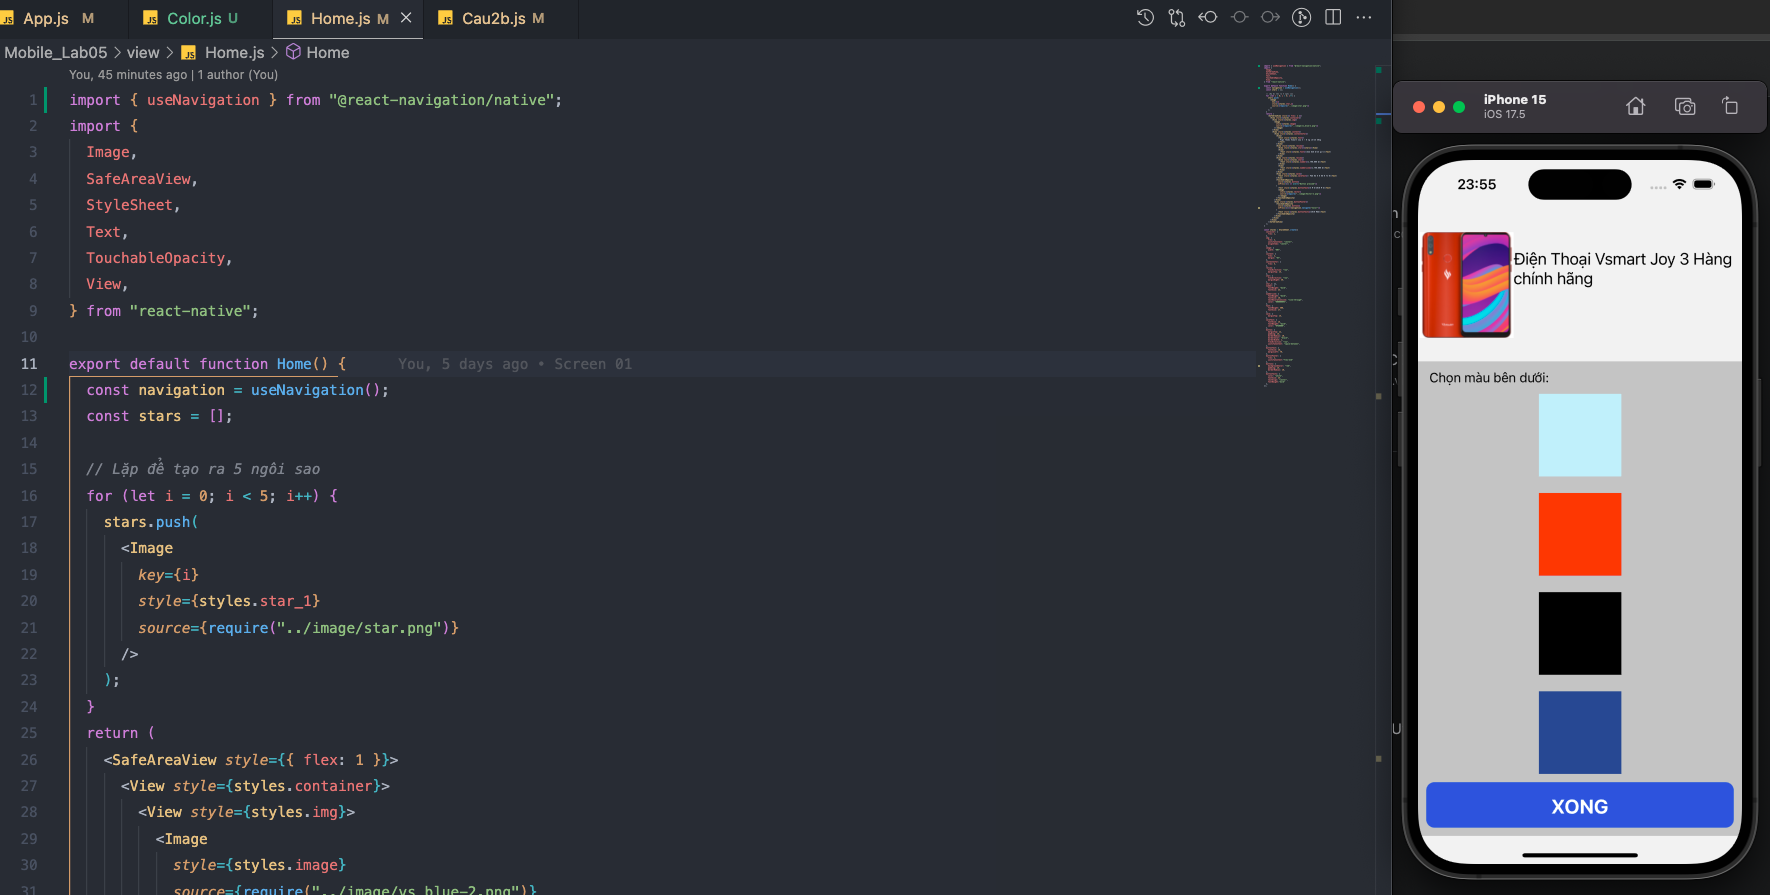 JS App.js M
JS Color.js U
JS Home.js M
JS Cau2b.js M
Mobile_Lab05 > view > JS Home.js > Home
You, 45 minutes ago | 1 author (You)
1 import { useNavigation } from "@react-navigation/native";
2 import {
3 Image,
4 SafeAreaView,
5 StyleSheet,
6 Text,
7 TouchableOpacity,
8 View,
9 } from "react-native";
10
11 export default function Home() { You, 5 days ago • Screen 01
12 const navigation = useNavigation();
13 const stars = [];
14
15 // Lặp để tạo ra 5 ngôi sao
16 for (let i = 0; i < 5; i++) {
17 stars.push(
18 <Image
19 key={i}
20 style={styles.star_1}
21 source={require("../image/star.png")}
22 />
23 );
24 }
25 return (
26 <SafeAreaView style={{ flex: 1 }}>
27 <View style={styles.container}>
28 <View style={styles.img}>
29 <Image
30 style={styles.image}
31 source={require("../image/vs_blue-2.png")}
iPhone 15
iOS 17.5
23:55
Điện Thoại Vsmart Joy 3 Hàng
chính hãng
Chọn màu bên dưới:
XONG